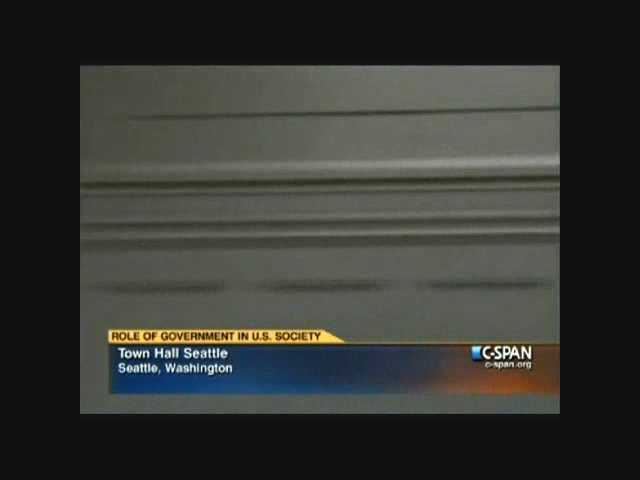 ROLE OF GOVERNMENT IN U.S. SOCIETY
Town Hall Seattle
Seattle, Washington
C-SPAN
c-span.org